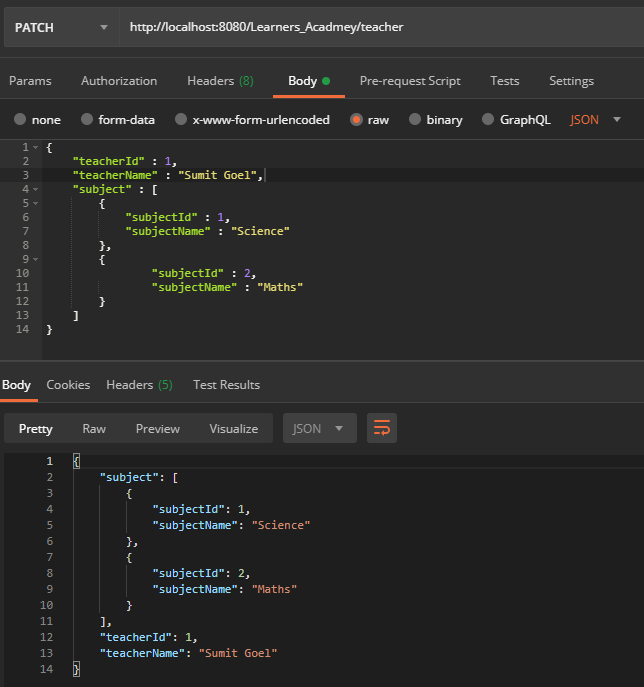 PATCH http://localhost:8080/Learners_Acadmey/teacher
Params Authorization Headers (8) Body Pre-request Script Tests Settings
none form-data x-www-form-urlencoded raw binary GraphQL JSON
1 {
2 "teacherId" : 1,
3 "teacherName" : "Sumit Goel",
4 "subject" : [
5 {
6 "subjectId" : 1,
7 "subjectName" : "Science"
8 },
9 {
10 "subjectId" : 2,
11 "subjectName" : "Maths"
12 }
13 ]
14 }
Body Cookies Headers (5) Test Results
Pretty Raw Preview Visualize JSON
1 {
2 "subject": [
3 {
4 "subjectId": 1,
5 "subjectName": "Science"
6 },
7 {
8 "subjectId": 2,
9 "subjectName": "Maths"
10 }
11 ],
12 "teacherId": 1,
13 "teacherName": "Sumit Goel"
14 }